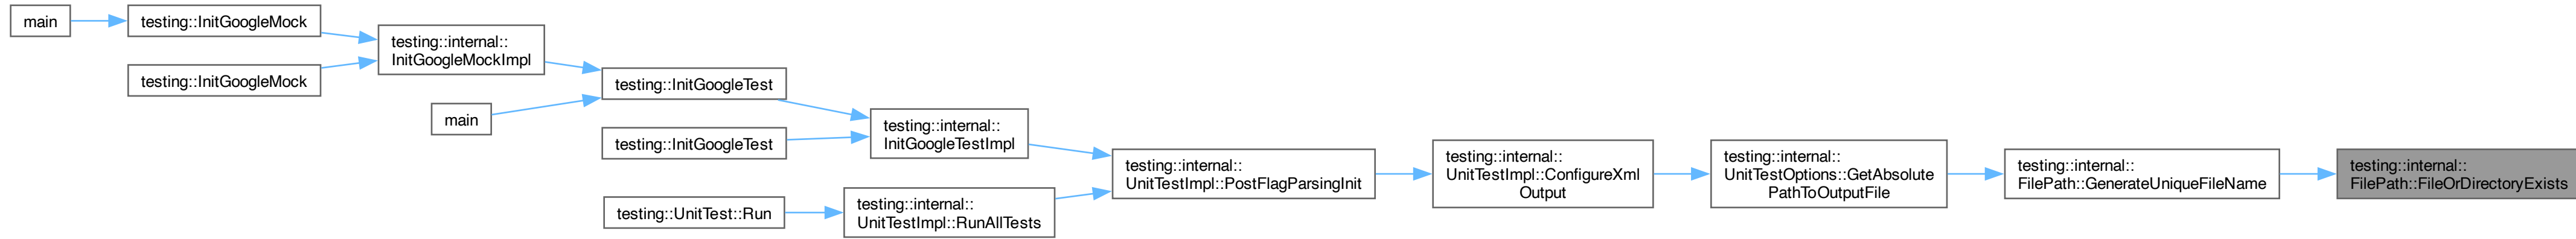 main
testing::InitGoogleMock
testing::InitGoogleMock
testing::internal::
InitGoogleMockImpl
main
testing::InitGoogleTest
testing::InitGoogleTest
testing::UnitTest::Run
testing::internal::
InitGoogleTestImpl
testing::internal::
UnitTestImpl::RunAllTests
testing::internal::
UnitTestImpl::PostFlagParsingInit
testing::internal::
UnitTestImpl::ConfigureXml
Output
testing::internal::
UnitTestOptions::GetAbsolute
PathToOutputFile
testing::internal::
FilePath::GenerateUniqueFileName
testing::internal::
FilePath::FileOrDirectoryExists